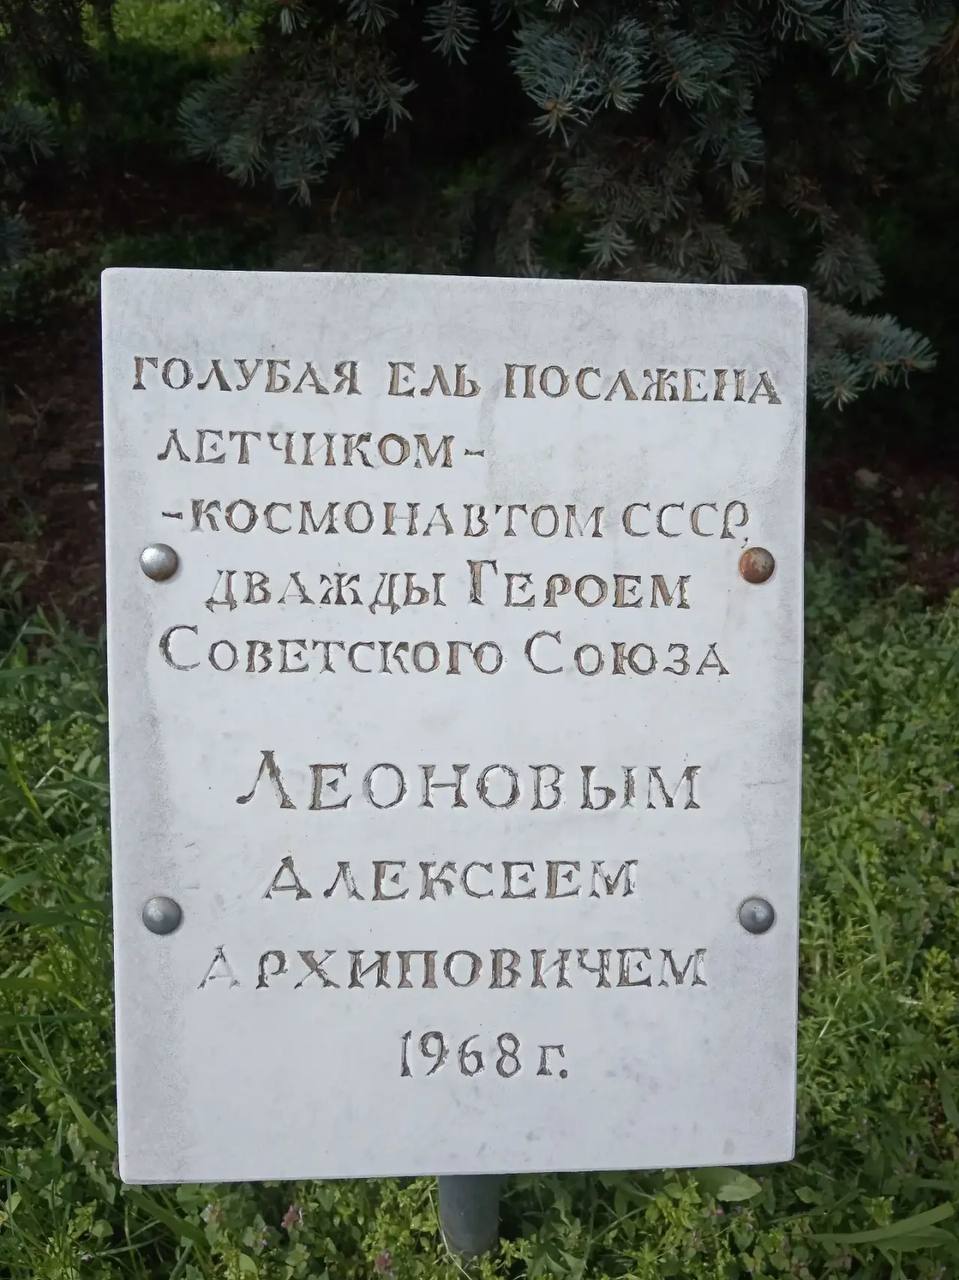 ГОЛУБАЯ ЕЛЬ ПОСАЖЕНА
ЛЕТЧИКОМ-
-КОСМОНАВТОМ СССР,
ДВАЖДЫ ГЕРОЕМ
СОВЕТСКОГО СОЮЗА
ЛЕОНОВЫМ
АЛЕКСЕЕМ
АРХИПОВИЧЕМ
1968 г.